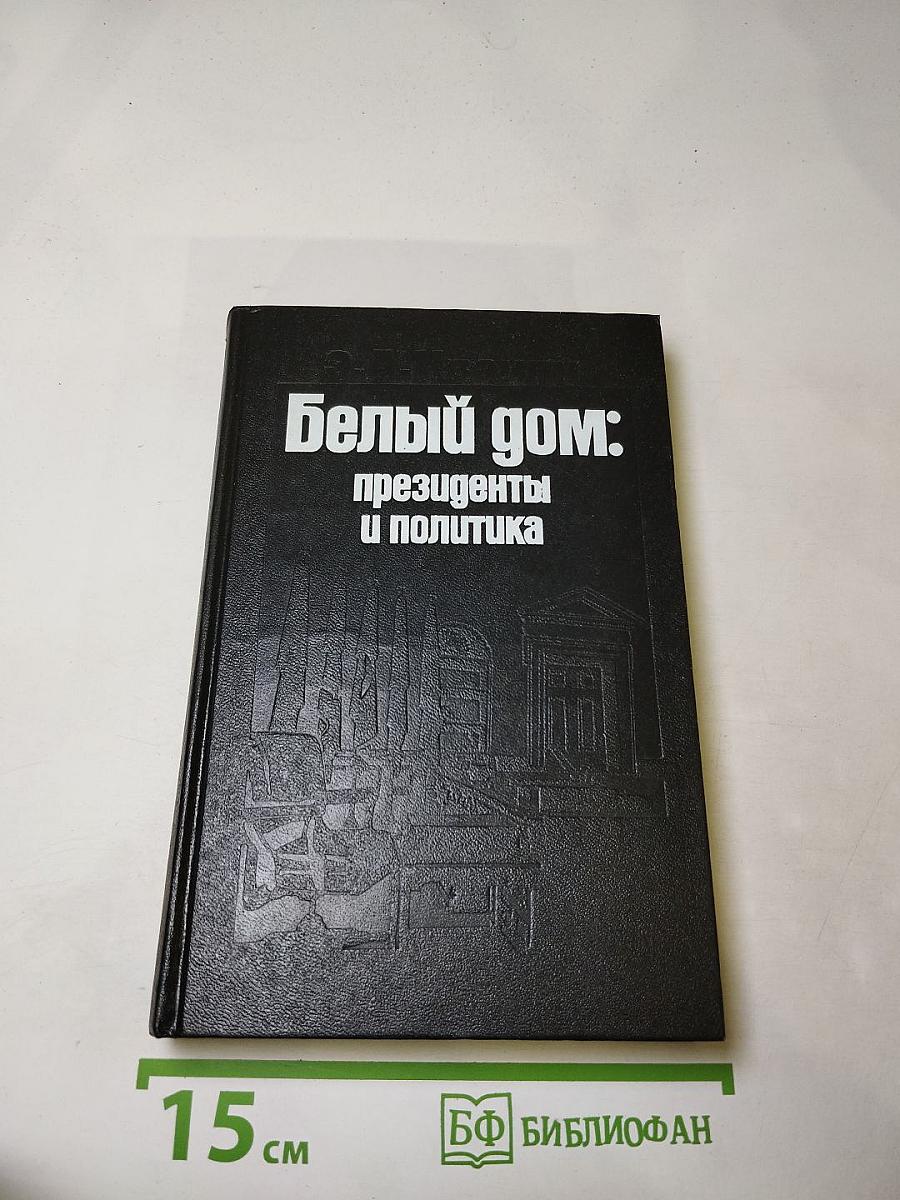 Белый дом:
президенты
и политика
15 см
БФ БИБЛИОФАН